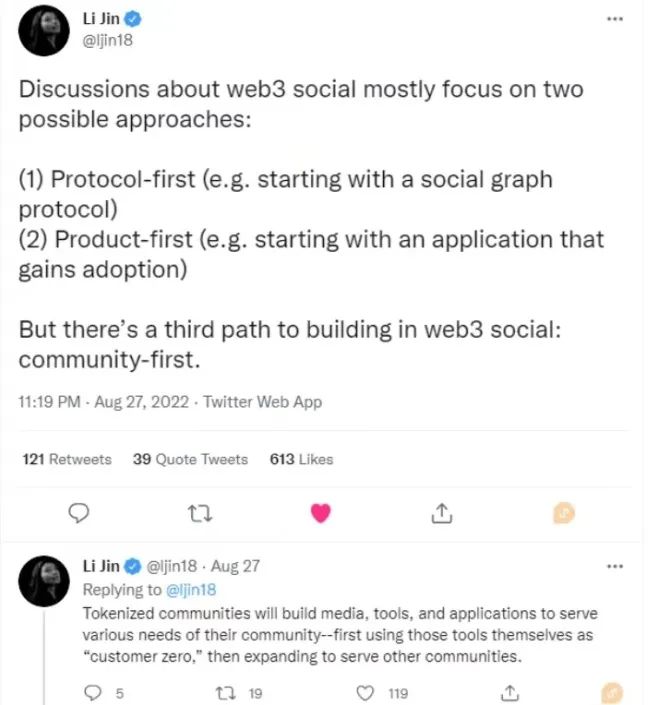 Li Jin
@ljin18
Discussions about web3 social mostly focus on two
possible approaches:
(1) Protocol-first (e.g. starting with a social graph
protocol)
(2) Product-first (e.g. starting with an application that
gains adoption)
But there's a third path to building in web3 social:
community-first.
11:19 PM · Aug 27, 2022 · Twitter Web App
121 Retweets 39 Quote Tweets 613 Likes
Li Jin @ljin18 · Aug 27
Replying to @ljin18
Tokenized communities will build media, tools, and applications to serve
various needs of their community--first using those tools themselves as
“customer zero,” then expanding to serve other communities.
5 19 119